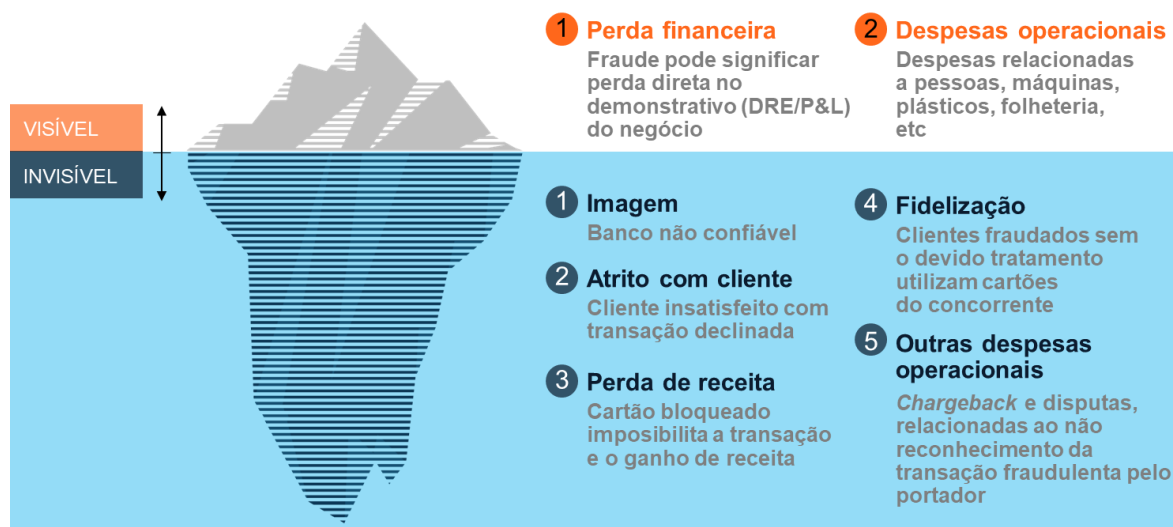 VISÍVEL
INVISÍVEL
1 Perda financeira
Fraude pode significar
perda direta no
demonstrativo (DRE/P&L)
do negócio
2 Despesas operacionais
Despesas relacionadas
a pessoas, máquinas,
plásticos, folheteria,
etc
1 Imagem
Banco não confiável
2 Atrito com cliente
Cliente insatisfeito com
transação declinada
3 Perda de receita
Cartão bloqueado
imposibilita a transação
e o ganho de receita
4 Fidelização
Clientes fraudados sem
o devido tratamento
utilizam cartões
do concorrente
5 Outras despesas
operacionais
Chargeback e disputas,
relacionadas ao não
reconhecimento da
transação fraudulenta pelo
portador